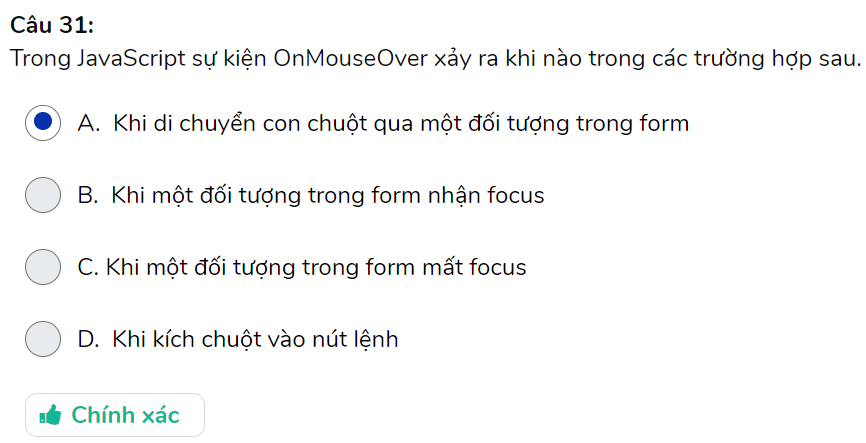 Câu 31:
Trong JavaScript sự kiện OnMouseOver xảy ra khi nào trong các trường hợp sau.
A. Khi di chuyển con chuột qua một đối tượng trong form
B. Khi một đối tượng trong form nhận focus
C. Khi một đối tượng trong form mất focus
D. Khi kích chuột vào nút lệnh
Chính xác